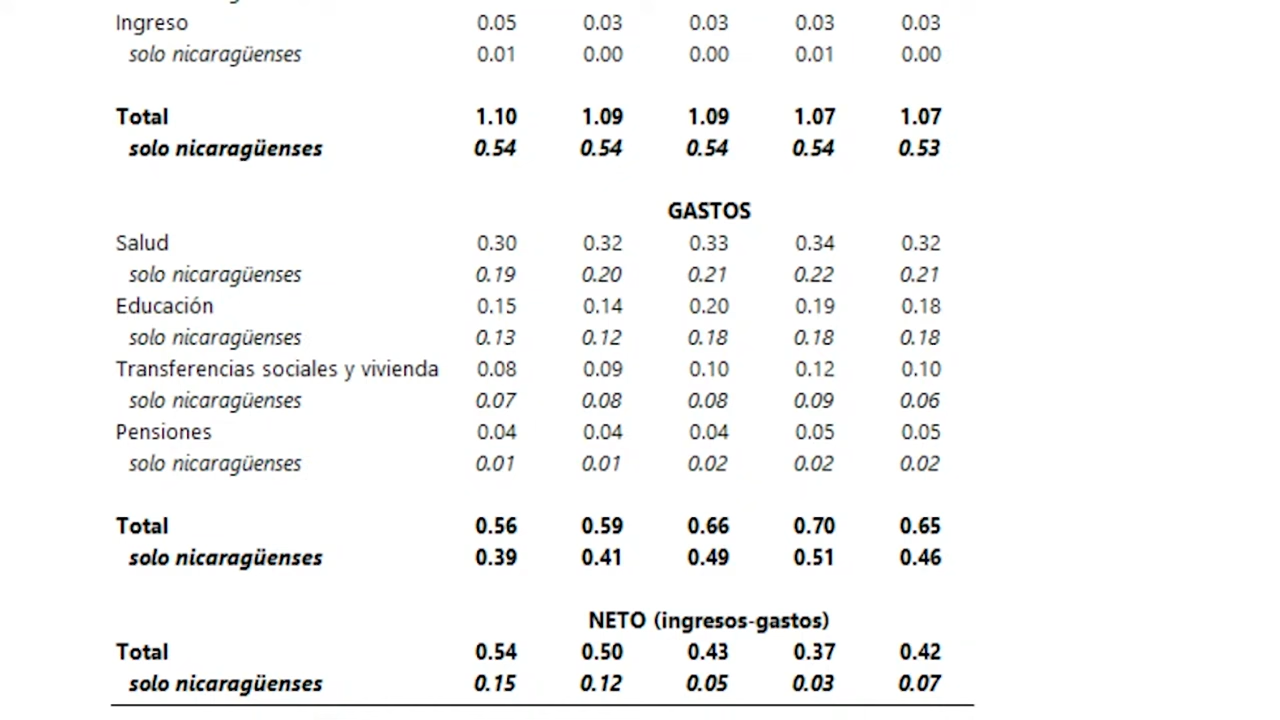 Ingreso 0.05 0.03 0.03 0.03 0.03
solo nicaragüenses 0.01 0.00 0.00 0.01 0.00
Total 1.10 1.09 1.09 1.07 1.07
solo nicaragüenses 0.54 0.54 0.54 0.54 0.53
GASTOS
Salud 0.30 0.32 0.33 0.34 0.32
solo nicaragüenses 0.19 0.20 0.21 0.22 0.21
Educación 0.15 0.14 0.20 0.19 0.18
solo nicaragüenses 0.13 0.12 0.18 0.18 0.18
Transferencias sociales y vivienda 0.08 0.09 0.10 0.12 0.10
solo nicaragüenses 0.07 0.08 0.08 0.09 0.06
Pensiones 0.04 0.04 0.04 0.05 0.05
solo nicaragüenses 0.01 0.01 0.02 0.02 0.02
Total 0.56 0.59 0.66 0.70 0.65
solo nicaragüenses 0.39 0.41 0.49 0.51 0.46
NETO (ingresos-gastos)
Total 0.54 0.50 0.43 0.37 0.42
solo nicaragüenses 0.15 0.12 0.05 0.03 0.07